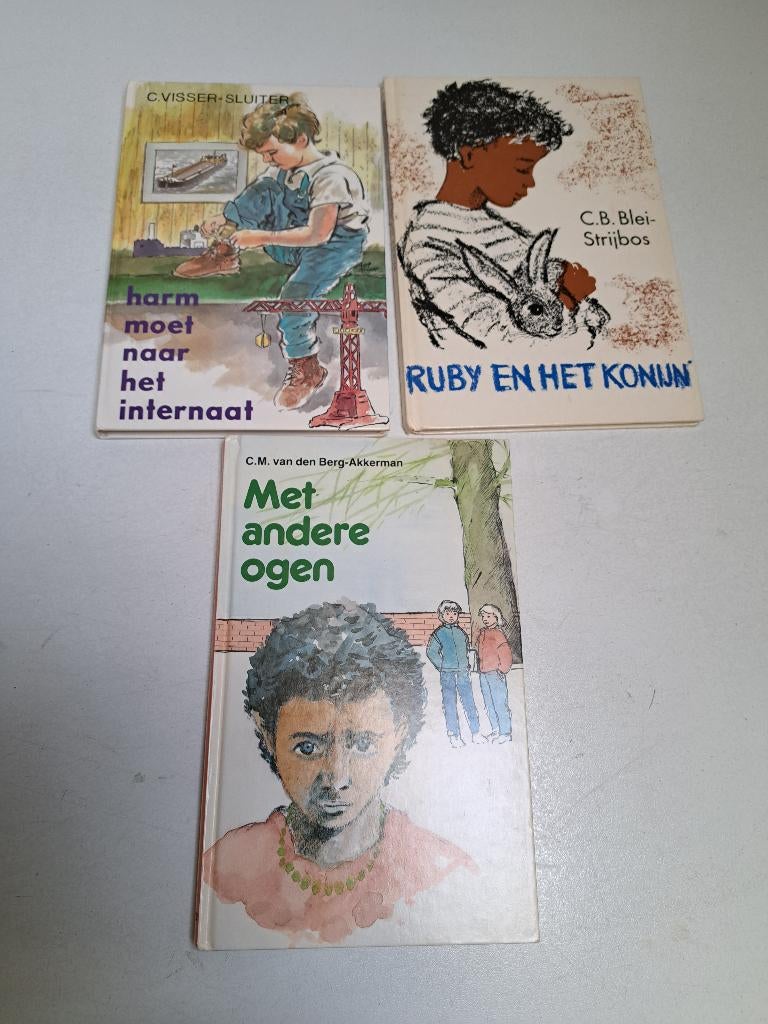 C.VISSER-SLUITER
harm
moet
naar
het
internaat
C.B. Blei-
Strijbos
RUBY EN HET KONIJN
C.M. van den Berg-Akkerman
Met
andere
ogen